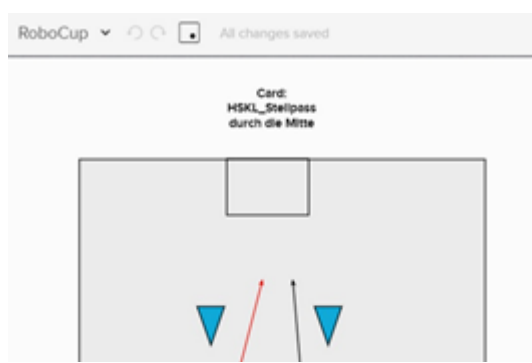 RoboCup All changes saved
Card:
HSKL_Steilpass
durch die Mitte